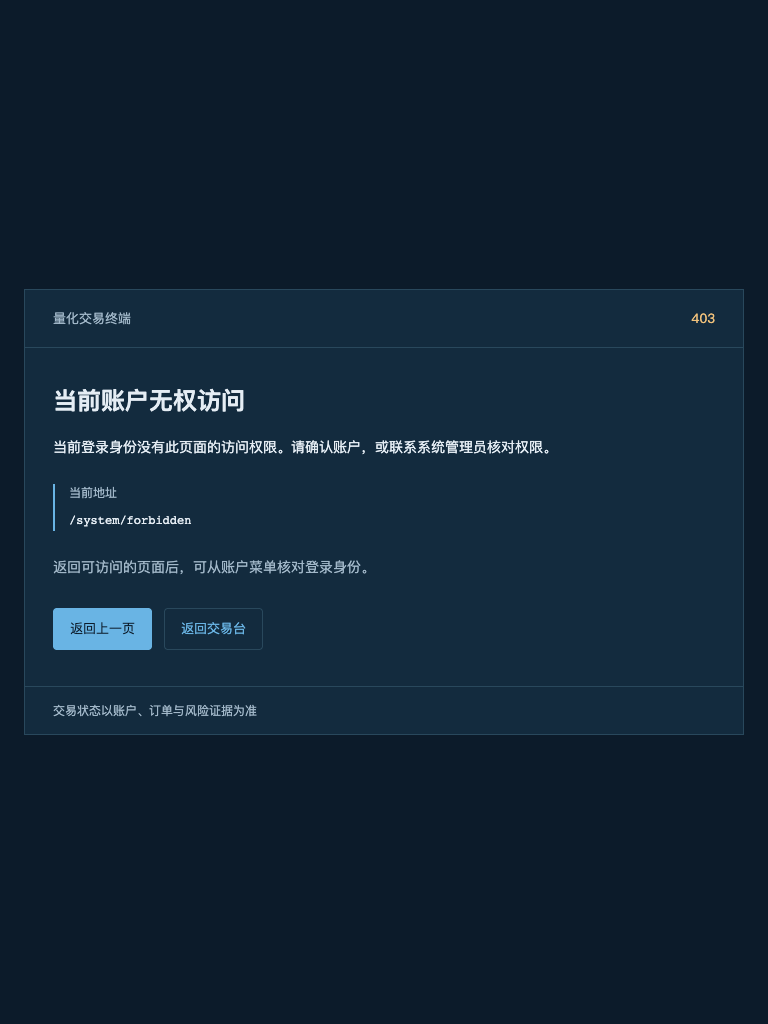 量化交易终端
403
当前账户无权访问
当前登录身份没有此页面的访问权限。请确认账户，或联系系统管理员核对权限。
当前地址
/system/forbidden
返回可访问的页面后，可从账户菜单核对登录身份。
返回上一页
返回交易台
交易状态以账户、订单与风险证据为准